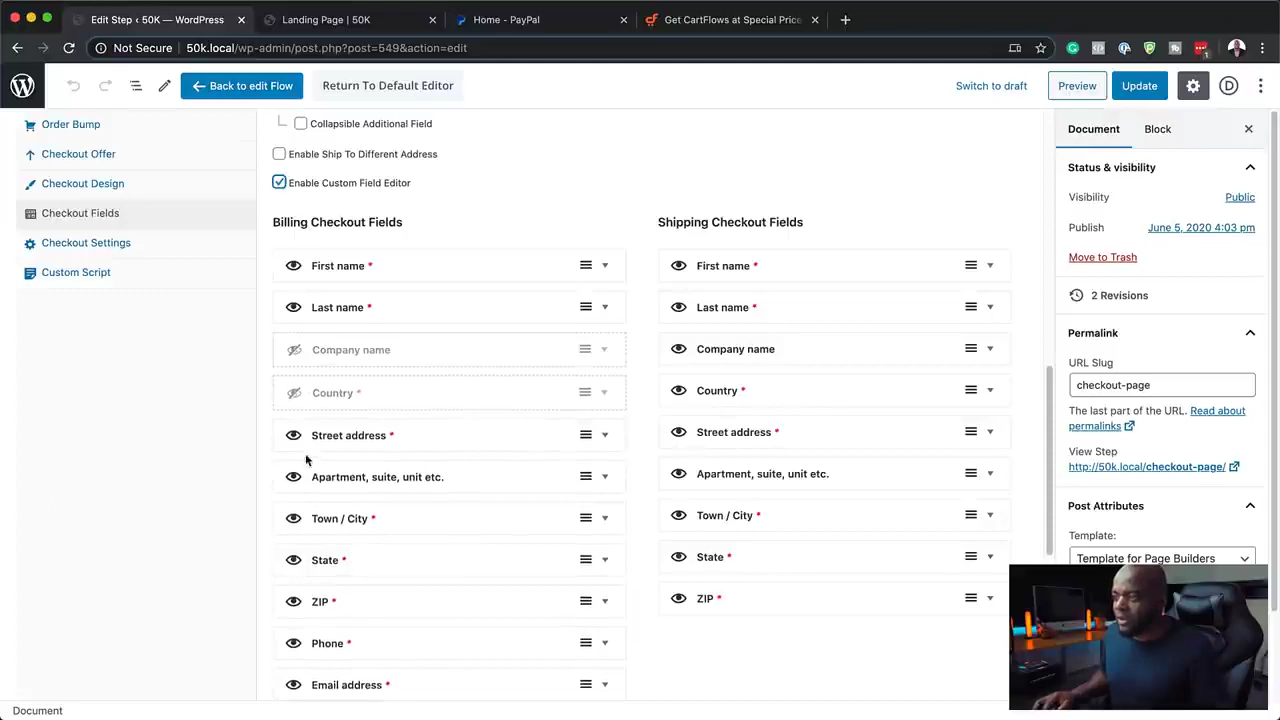 Edit Step ‹ 50K — WordPress
Landing Page | 50K
Home - PayPal
Get CartFlows at Special Price
Not Secure | 50k.local/wp-admin/post.php?post=549&action=edit
Back to edit Flow
Return To Default Editor
Switch to draft
Preview
Update
Order Bump
Checkout Offer
Checkout Design
Checkout Fields
Checkout Settings
Custom Script
Collapsible Additional Field
Enable Ship To Different Address
Enable Custom Field Editor
Billing Checkout Fields
First name *
Last name *
Company name
Country *
Street address *
Apartment, suite, unit etc.
Town / City *
State *
ZIP *
Phone *
Email address *
Shipping Checkout Fields
First name *
Last name *
Company name
Country *
Street address *
Apartment, suite, unit etc.
Town / City *
State *
ZIP *
Document
Block
Status & visibility
Visibility
Public
Publish
June 5, 2020 4:03 pm
Move to Trash
2 Revisions
Permalink
URL Slug
checkout-page
The last part of the URL. Read about
permalinks
View Step
http://50k.local/checkout-page/
Post Attributes
Template:
Template for Page Builders
Document